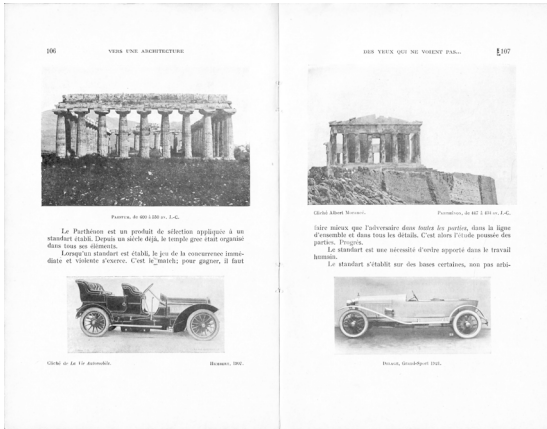 106
VERS UNE ARCHITECTURE
PAESTUM, de 600 à 550 av. J.-C.
Le Parthénon est un produit de sélection appliquée à un
standart établi. Depuis un siècle déjà, le temple grec était organisé
dans tous ses éléments.
Lorsqu'un standart est établi, le jeu de la concurrence immé-
diate et violente s'exerce. C'est le match; pour gagner, il faut
Cliché de La Vie Automobile.
HUMBERT, 1907.
DES YEUX QUI NE VOIENT PAS...
107
Cliché Albert Morancé.
PARTHÉNON, de 447 à 434 av. J.-C.
faire mieux que l'adversaire dans toutes les parties, dans la ligne
d'ensemble et dans tous les détails. C'est alors l'étude poussée des
parties. Progrès.
Le standart est une nécessité d'ordre apporté dans le travail
humain.
Le standart s'établit sur des bases certaines, non pas arbi-
DELAGE, Grand-Sport 1921.